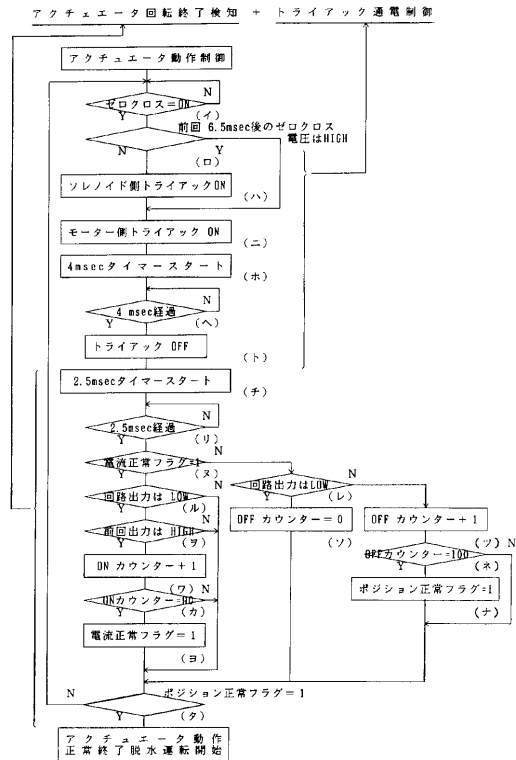 アクチュエータ回転終了検知 + トライアック通電制御
アクチュエータ動作制御
N
ゼロクロス=ON
Y
(イ)
前回 6.5msec後のゼロクロス
電圧はHIGH
N
Y
(ロ)
ソレノイド側トライアックON
(ハ)
モーター側トライアック ON
(ニ)
4msecタイマースタート
(ホ)
N
4 msec経過
Y
(ヘ)
トライアック OFF
(ト)
2.5msecタイマースタート
(チ)
N
2.5msec経過
Y
(リ)
N
電流正常フラグ=1
Y
(ヌ)
回路出力は LOW
N
Y
(ル)
前回出力は HIGH
N
Y
(ヲ)
ON カウンター+1
(ワ)
N
ONカウンター=80
Y
(カ)
電流正常フラグ=1
(ヨ)
N
回路出力はLOW
Y
(レ)
OFF カウンター=0
(ソ)
OFF カウンター+1
(ツ)
N
OFFカウンター=100
Y
(ネ)
ポジション正常フラグ=1
(ナ)
N
ポジション正常フラグ=1
Y
(タ)
アクチュエータ動作
正常終了脱水運転開始